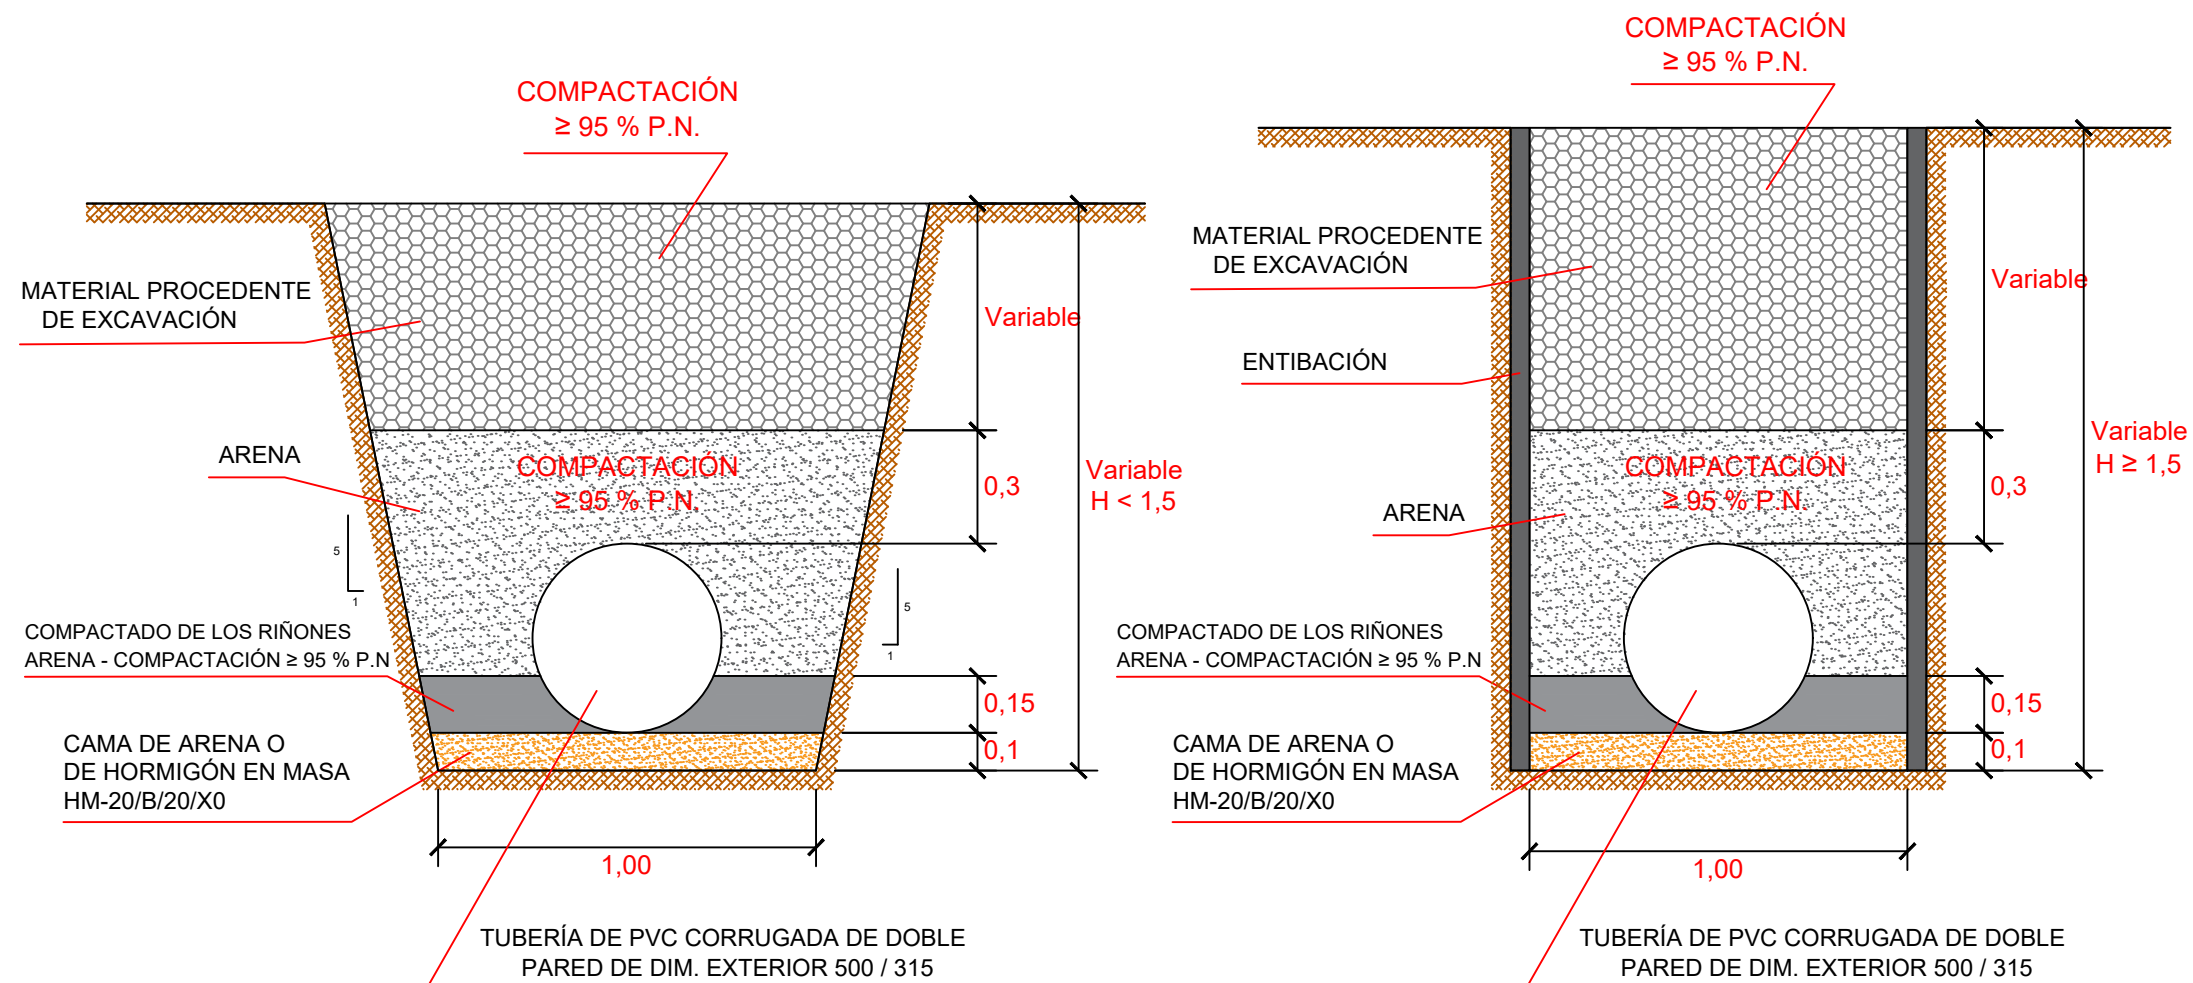 COMPACTACIÓN
≥ 95 % P.N.
MATERIAL PROCEDENTE
DE EXCAVACIÓN
Variable
ARENA
COMPACTACIÓN
≥ 95 % P.N.
0,3
Variable
H < 1,5
5
1
5
1
COMPACTADO DE LOS RIÑONES
ARENA - COMPACTACIÓN ≥ 95 % P.N
0,15
CAMA DE ARENA O
DE HORMIGÓN EN MASA
HM-20/B/20/X0
0,1
1,00
TUBERÍA DE PVC CORRUGADA DE DOBLE
PARED DE DIM. EXTERIOR 500 / 315
COMPACTACIÓN
≥ 95 % P.N.
MATERIAL PROCEDENTE
DE EXCAVACIÓN
Variable
ENTIBACIÓN
COMPACTACIÓN
≥ 95 % P.N.
0,3
Variable
H ≥ 1,5
ARENA
COMPACTADO DE LOS RIÑONES
ARENA - COMPACTACIÓN ≥ 95 % P.N
0,15
CAMA DE ARENA O
DE HORMIGÓN EN MASA
HM-20/B/20/X0
0,1
1,00
TUBERÍA DE PVC CORRUGADA DE DOBLE
PARED DE DIM. EXTERIOR 500 / 315